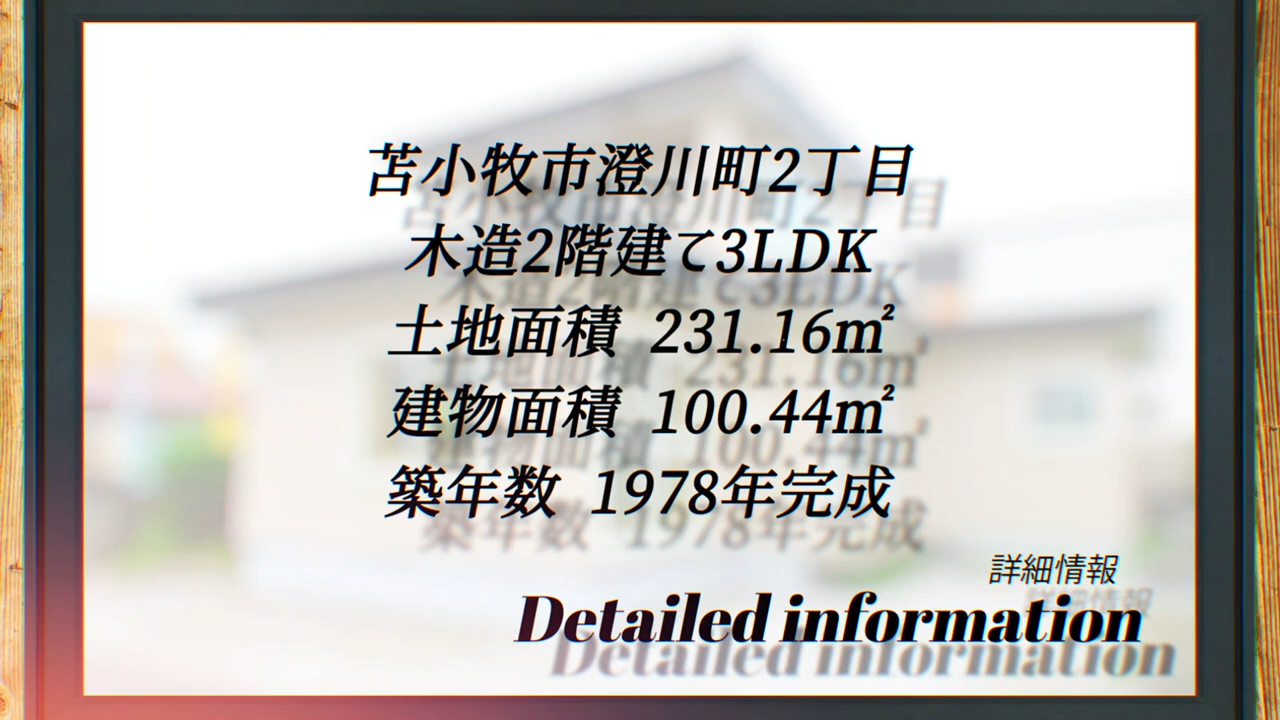 苫小牧市澄川町2丁目
木造2階建て3LDK
土地面積 231.16㎡
建物面積 100.44㎡
築年数 1978年完成
詳細情報
Detailed information